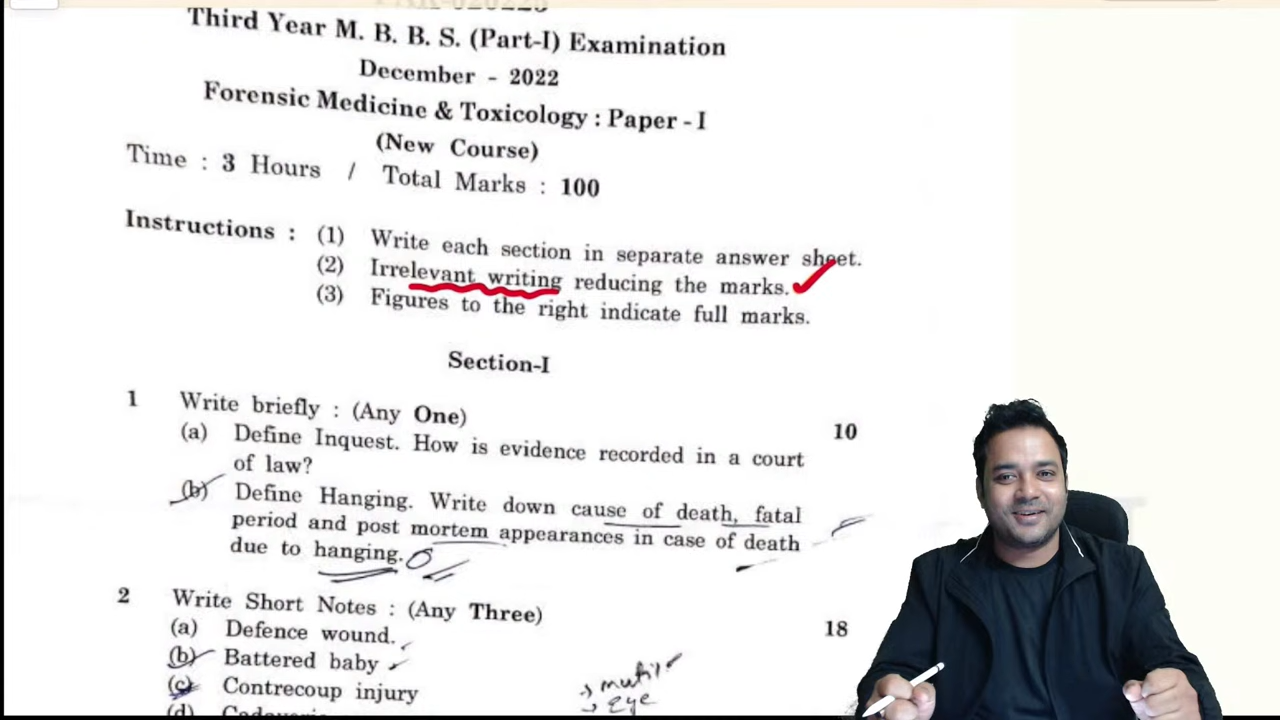 Third Year M. B. B. S. (Part-I) Examination
December - 2022
Forensic Medicine & Toxicology : Paper - I
(New Course)
Time : 3 Hours / Total Marks : 100
Instructions : (1) Write each section in separate answer sheet.
(2) Irrelevant writing reducing the marks.
(3) Figures to the right indicate full marks.
Section-I
1 Write briefly : (Any One) 10
(a) Define Inquest. How is evidence recorded in a court
of law?
(b) Define Hanging. Write down cause of death, fatal
period and post mortem appearances in case of death
due to hanging.
2 Write Short Notes : (Any Three) 18
(a) Defence wound.
(b) Battered baby
(c) Contrecoup injury
(d)
eye